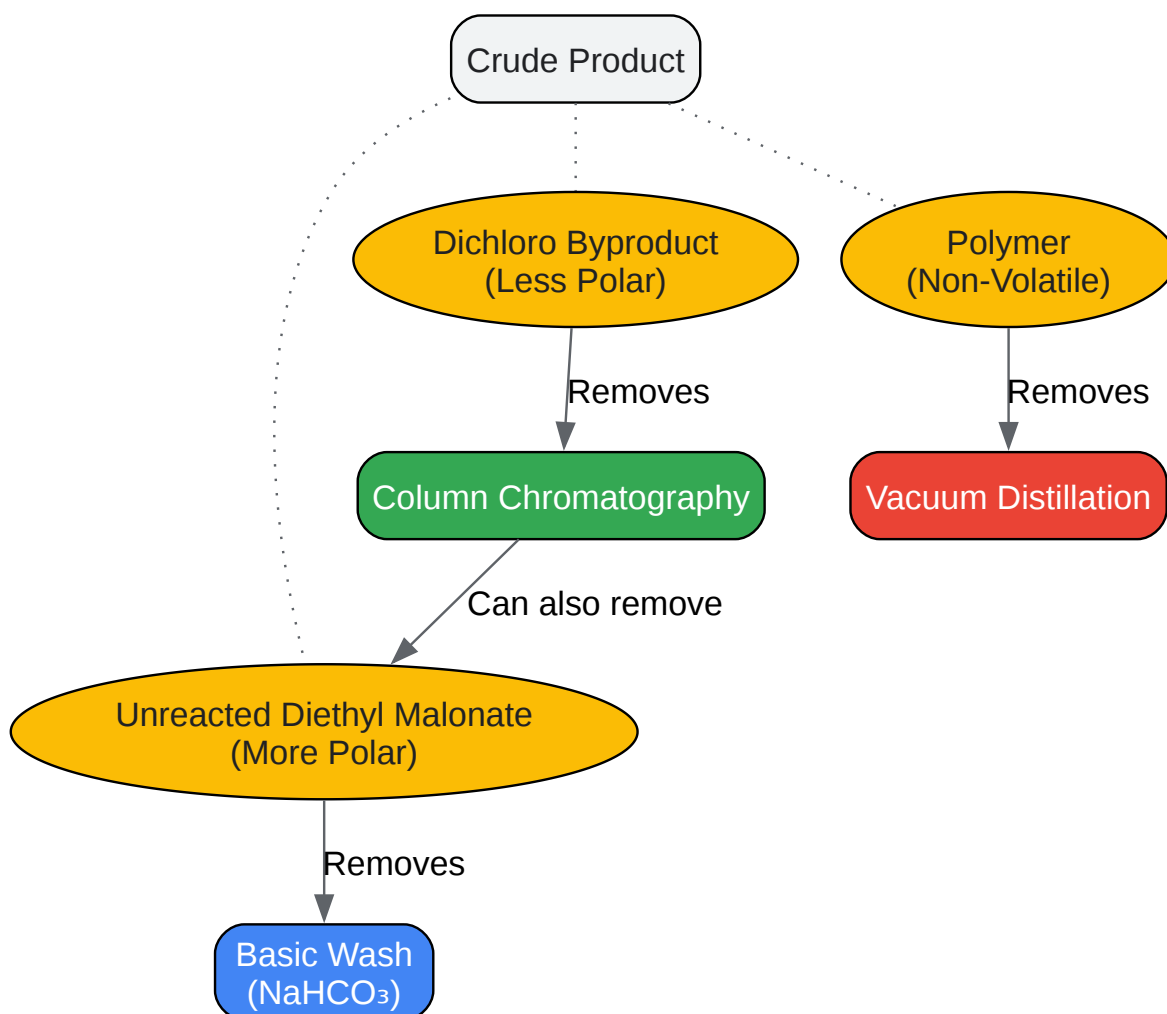 Crude Product
Dichloro Byproduct
(Less Polar)
Polymer
(Non-Volatile)
Removes
Removes
Column Chromatography
Vacuum Distillation
Can also remove
Unreacted Diethyl Malonate
(More Polar)
Removes
Basic Wash
(NaHCO₃)